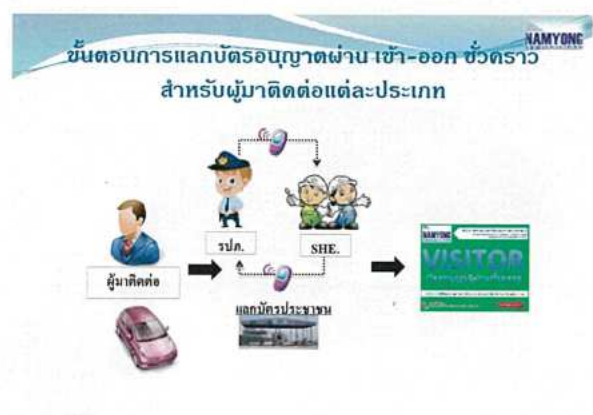 NAMYONG
ขั้นตอนการแลกบัตรอนุญาตผ่าน เข้า-ออก ชั่วคราว
สำหรับผู้มาติดต่อแต่ละประเภท
รปภ.
SHE.
ผู้มาติดต่อ
แลกบัตรประชาชน
NAMYONG
VISITOR